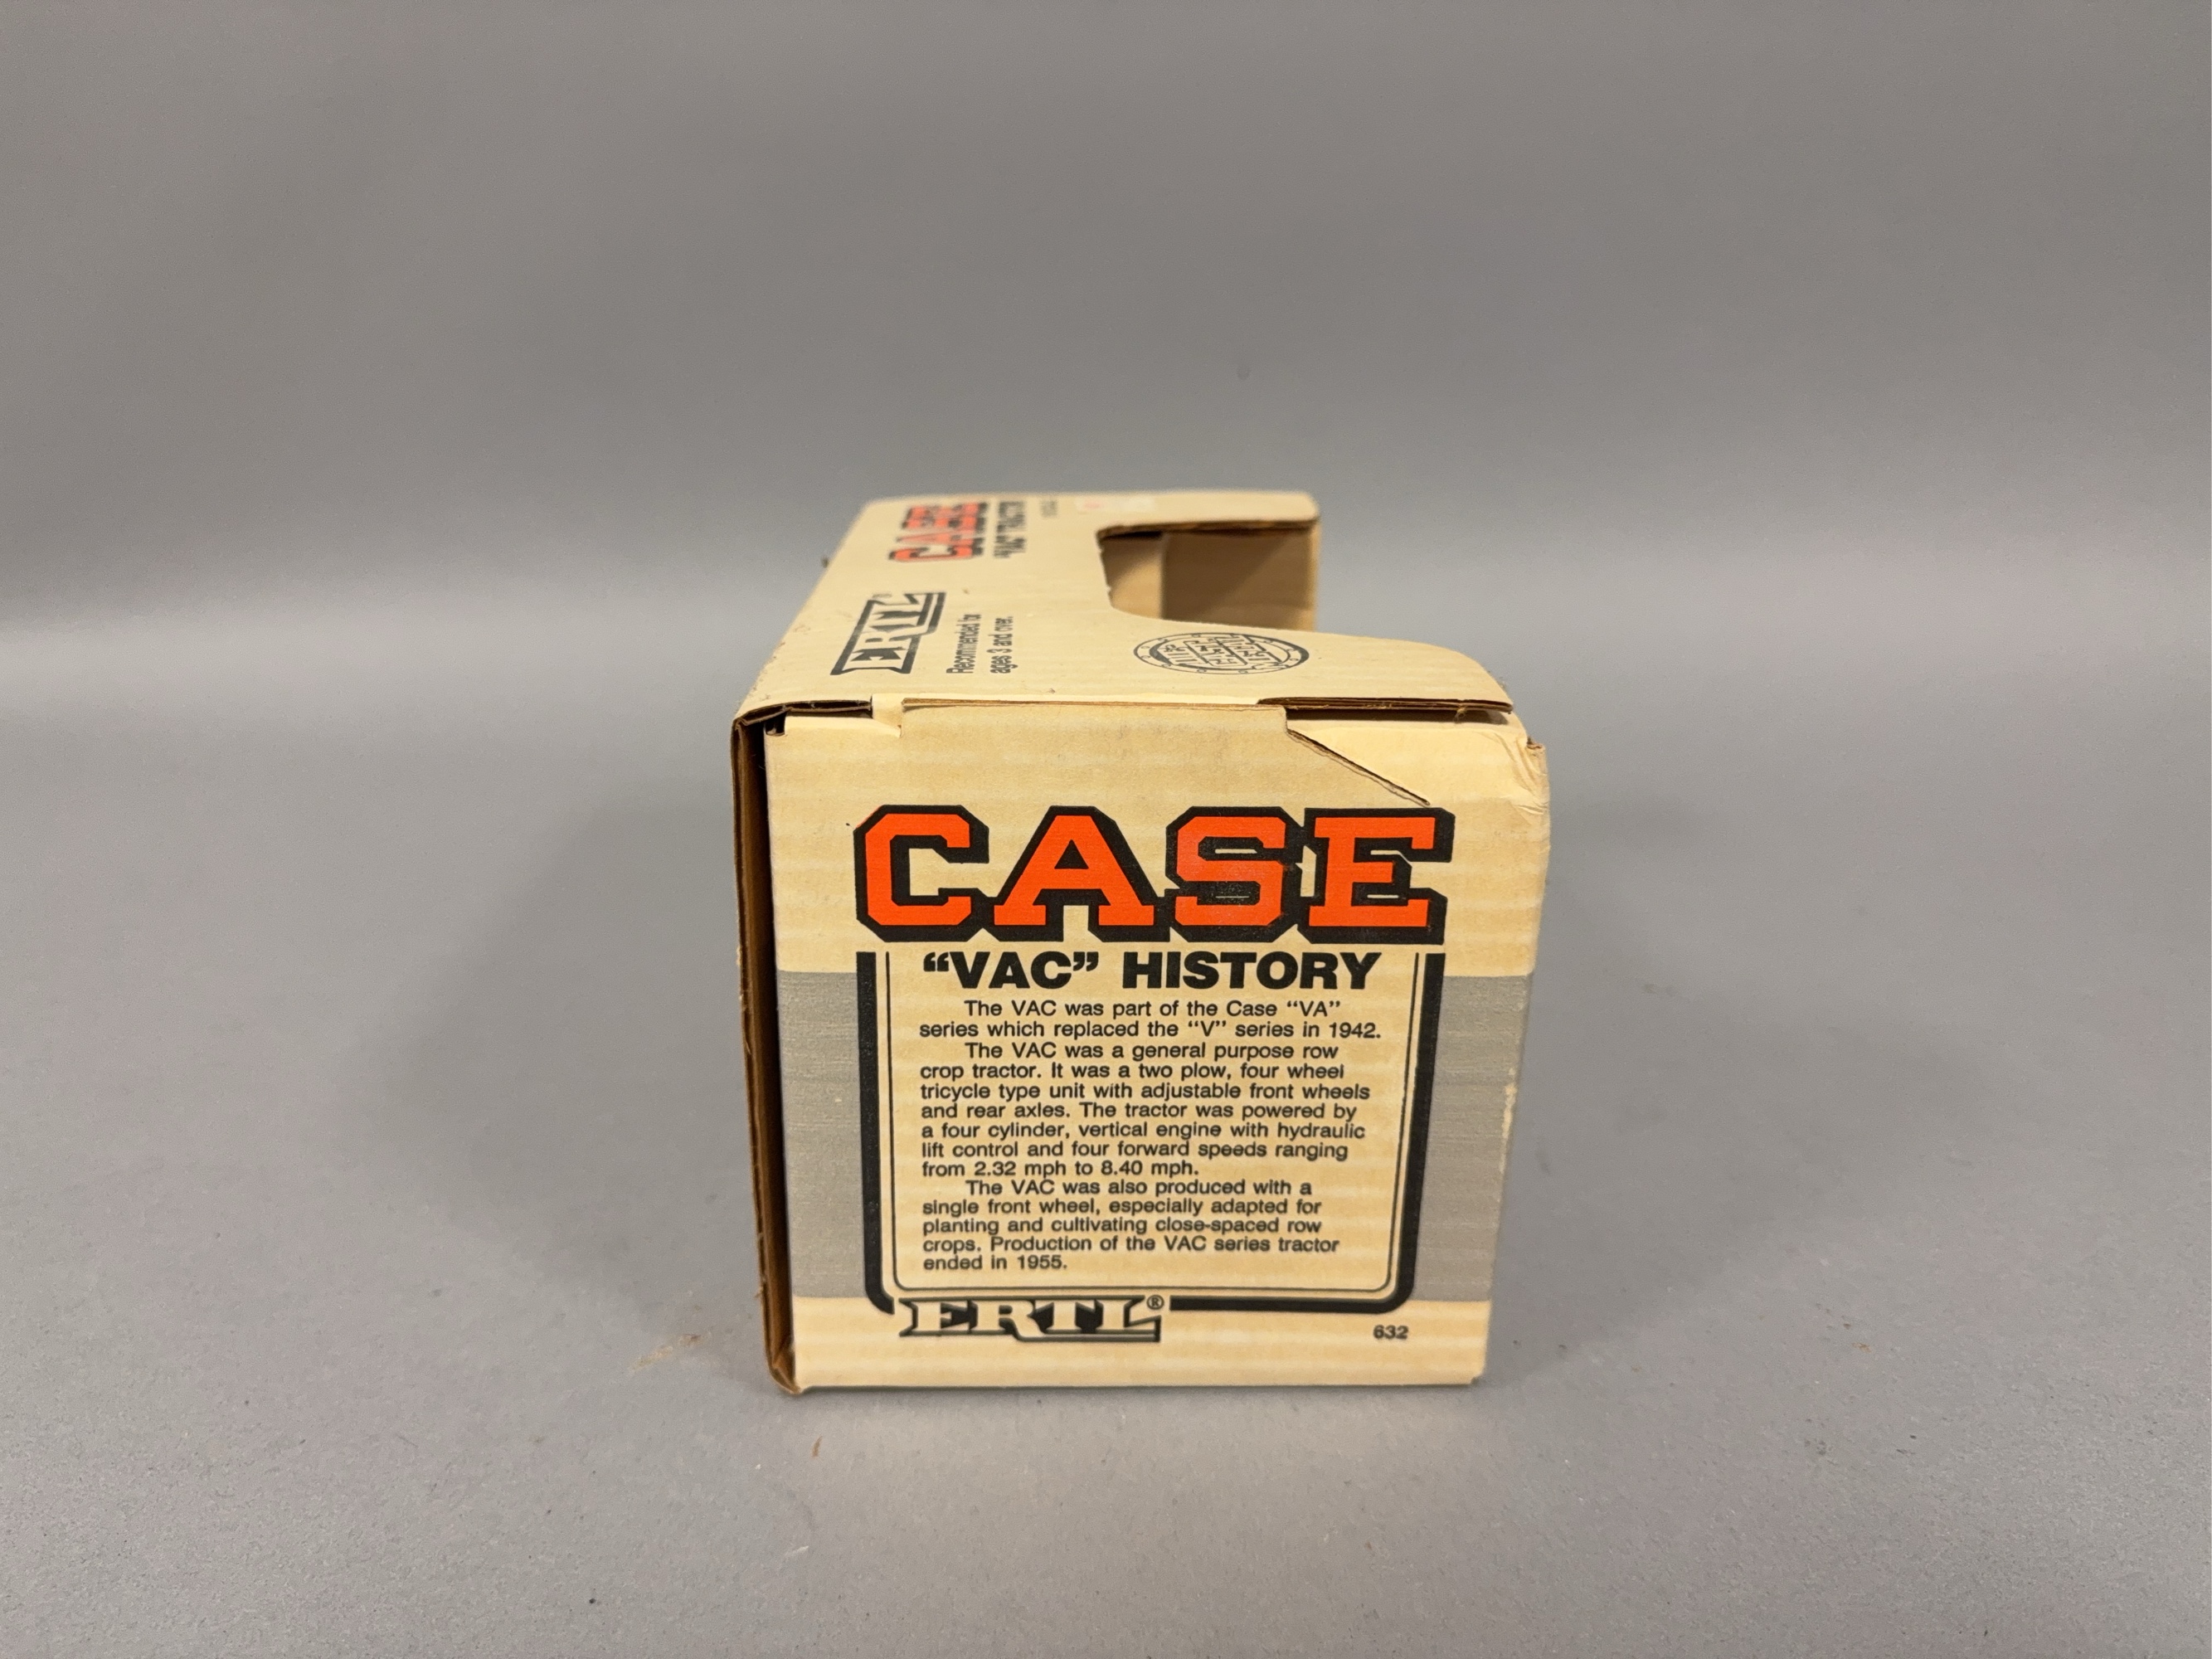 CASE
"VAC" TRACTOR
ERTL
Recommended for
ages 3 and over.
CASE
“VAC” HISTORY
The VAC was part of the Case “VA”
series which replaced the “V” series in 1942.
The VAC was a general purpose row
crop tractor. It was a two plow, four wheel
tricycle type unit with adjustable front wheels
and rear axles. The tractor was powered by
a four cylinder, vertical engine with hydraulic
lift control and four forward speeds ranging
from 2.32 mph to 8.40 mph.
The VAC was also produced with a
single front wheel, especially adapted for
planting and cultivating close-spaced row
crops. Production of the VAC series tractor
ended in 1955.
ERTL®
632